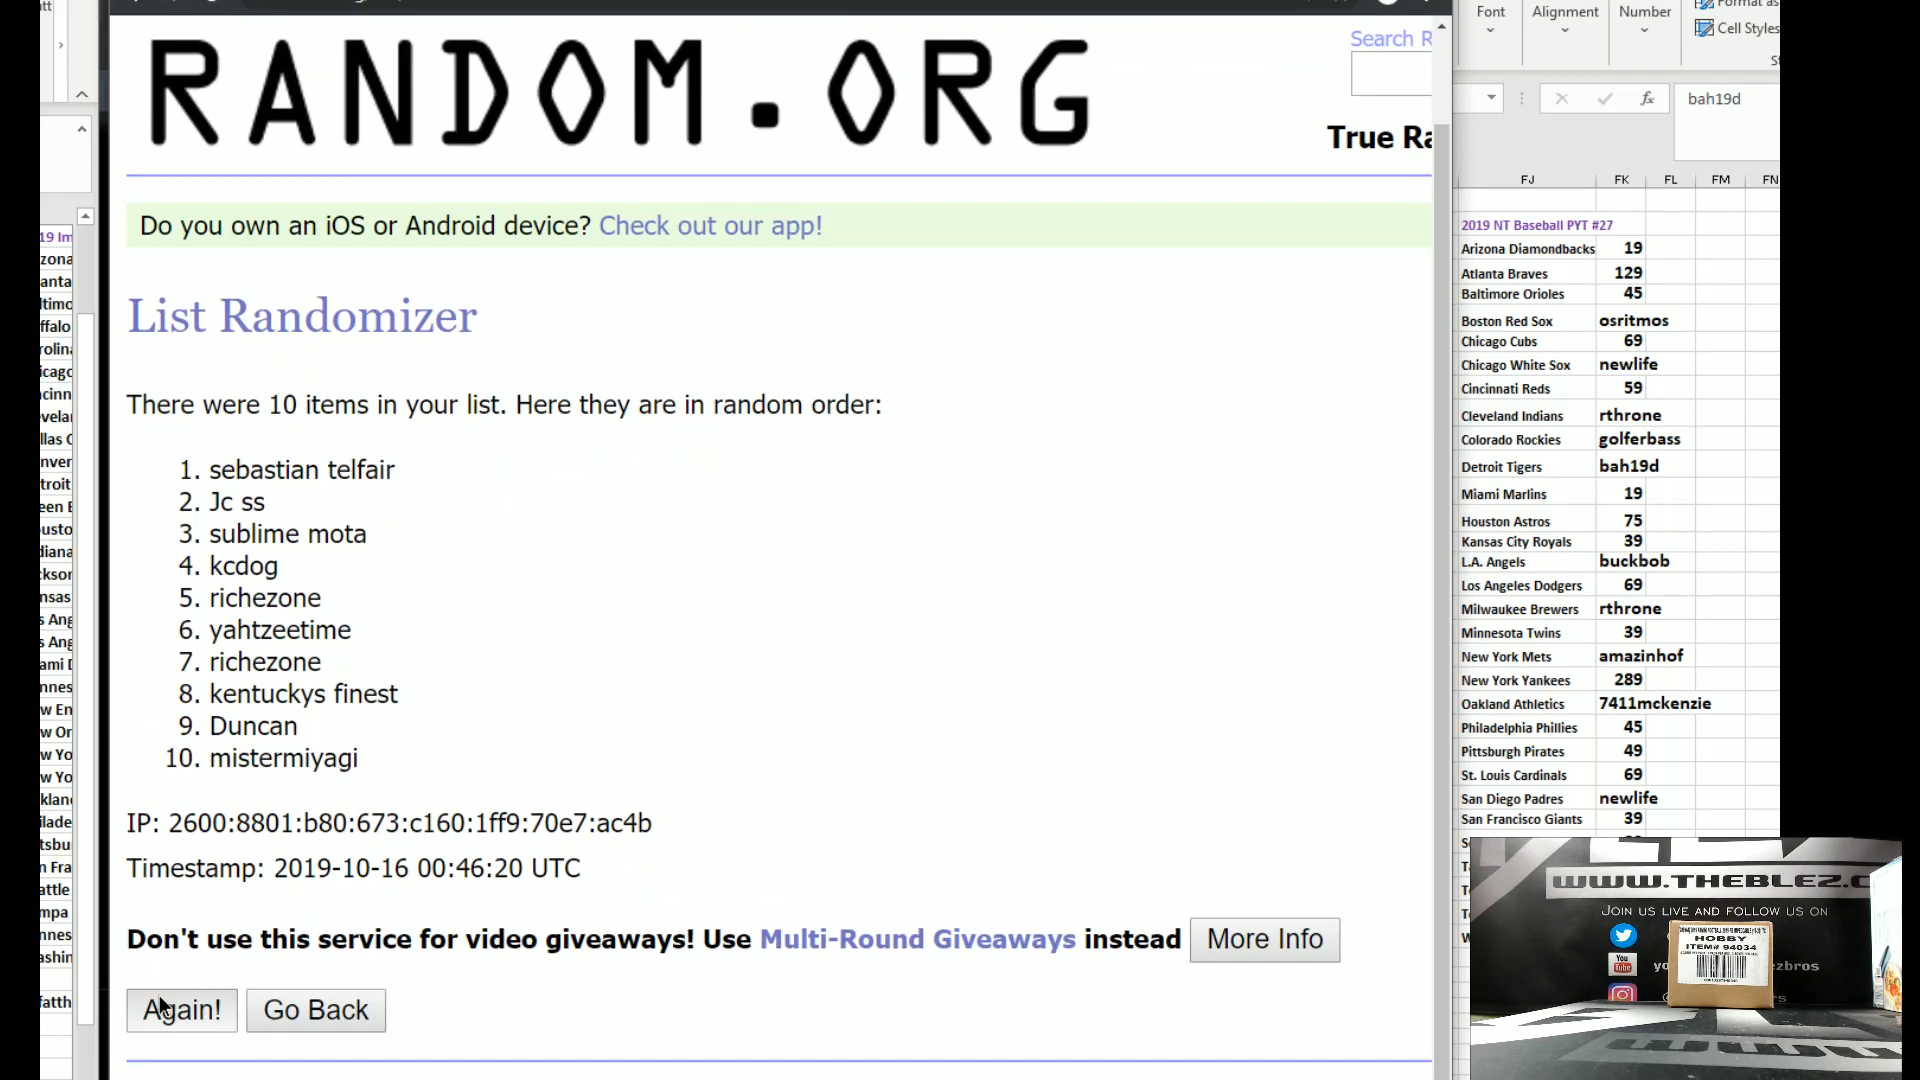 RANDOM.ORG
Search R
True Ra
Do you own an iOS or Android device? Check out our app!
List Randomizer
There were 10 items in your list. Here they are in random order:
1. sebastian telfair
2. Jc ss
3. sublime mota
4. kcdog
5. richezone
6. yahtzeetime
7. richezone
8. kentuckys finest
9. Duncan
10. mistermiyagi
IP: 2600:8801:b80:673:c160:1ff9:70e7:ac4b
Timestamp: 2019-10-16 00:46:20 UTC
Don't use this service for video giveaways! Use Multi-Round Giveaways instead More Info
Again! Go Back
Font Alignment Number
Cell Styles
bah19d
FJ FK FL FM FN
2019 NT Baseball PYT #27
Arizona Diamondbacks 19
Atlanta Braves 129
Baltimore Orioles 45
Boston Red Sox osritmos
Chicago Cubs 69
Chicago White Sox newlife
Cincinnati Reds 59
Cleveland Indians rthrone
Colorado Rockies golferbass
Detroit Tigers bah19d
Miami Marlins 19
Houston Astros 75
Kansas City Royals 39
L.A. Angels buckbob
Los Angeles Dodgers 69
Milwaukee Brewers rthrone
Minnesota Twins 39
New York Mets amazinhof
New York Yankees 289
Oakland Athletics 7411mckenzie
Philadelphia Phillies 45
Pittsburgh Pirates 49
St. Louis Cardinals 69
San Diego Padres newlife
San Francisco Giants 39
WWW.THEBLEZ.C
JOIN US LIVE AND FOLLOW US ON
HOBBY
ITEM# 94034
You Tube
yo
zbros